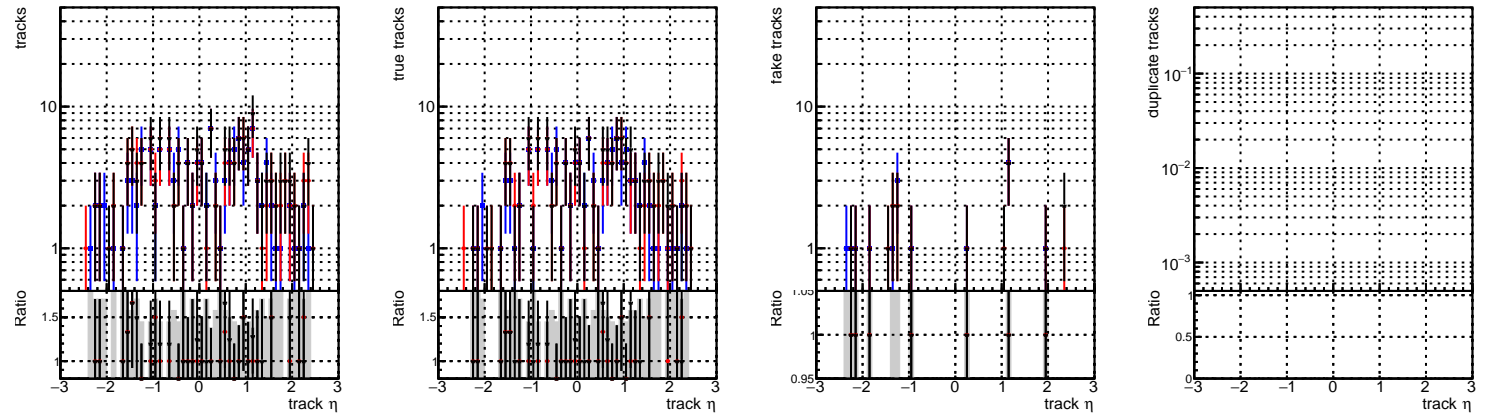 tracks
10
1
Ratio
1.5
1
−3 −2 −1 0 1 2 3
track η
true tracks
10
1
Ratio
1.5
1
−3 −2 −1 0 1 2 3
track η
fake tracks
10
1
Ratio
1.05
1
0.95
−3 −2 −1 0 1 2 3
track η
duplicate tracks
10−1
10−2
10−3
Ratio
1
0.5
0
−3 −2 −1 0 1 2 3
track η